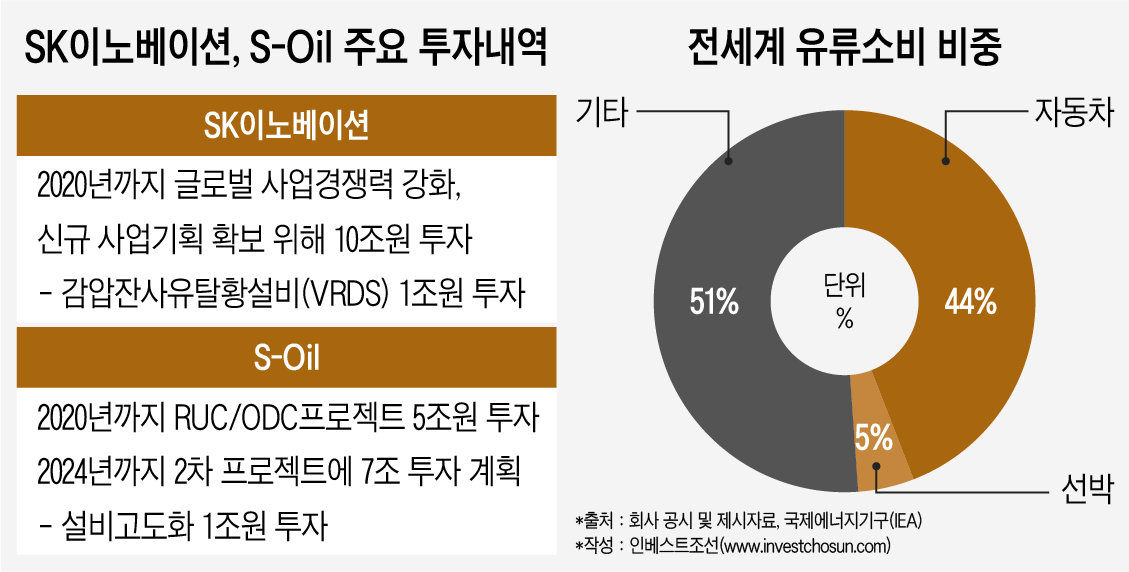 SK이노베이션, S-Oil 주요 투자내역
SK이노베이션
2020년까지 글로벌 사업경쟁력 강화,
신규 사업기획 확보 위해 10조원 투자
- 감압잔사유탈황설비(VRDS) 1조원 투자
S-Oil
2020년까지 RUC/ODC프로젝트 5조원 투자
2024년까지 2차 프로젝트에 7조 투자 계획
- 설비고도화 1조원 투자
전세계 유류소비 비중
기타
자동차
51%
단위
%
44%
5%
선박
*출처 : 회사 공시 및 제시자료, 국제에너지기구(IEA)
*작성 : 인베스트조선(www.investchosun.com)